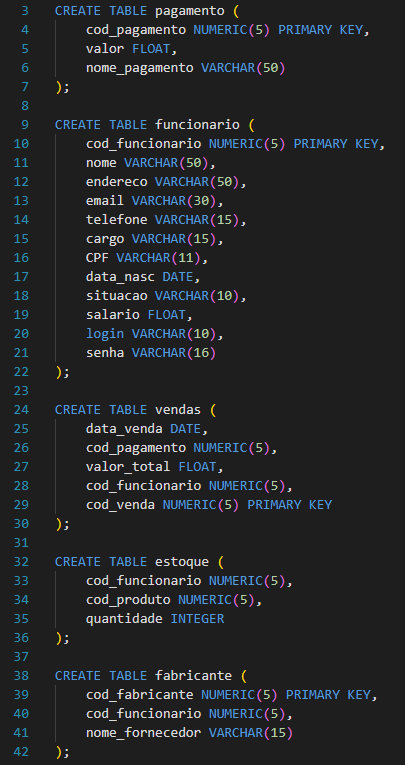 3 CREATE TABLE pagamento (
4 cod_pagamento NUMERIC(5) PRIMARY KEY,
5 valor FLOAT,
6 nome_pagamento VARCHAR(50)
7 );
8
9 CREATE TABLE funcionario (
10 cod_funcionario NUMERIC(5) PRIMARY KEY,
11 nome VARCHAR(50),
12 endereco VARCHAR(50),
13 email VARCHAR(30),
14 telefone VARCHAR(15),
15 cargo VARCHAR(15),
16 CPF VARCHAR(11),
17 data_nasc DATE,
18 situacao VARCHAR(10),
19 salario FLOAT,
20 login VARCHAR(10),
21 senha VARCHAR(16)
22 );
23
24 CREATE TABLE vendas (
25 data_venda DATE,
26 cod_pagamento NUMERIC(5),
27 valor_total FLOAT,
28 cod_funcionario NUMERIC(5),
29 cod_venda NUMERIC(5) PRIMARY KEY
30 );
31
32 CREATE TABLE estoque (
33 cod_funcionario NUMERIC(5),
34 cod_produto NUMERIC(5),
35 quantidade INTEGER
36 );
37
38 CREATE TABLE fabricante (
39 cod_fabricante NUMERIC(5) PRIMARY KEY,
40 cod_funcionario NUMERIC(5),
41 nome_fornecedor VARCHAR(15)
42 );